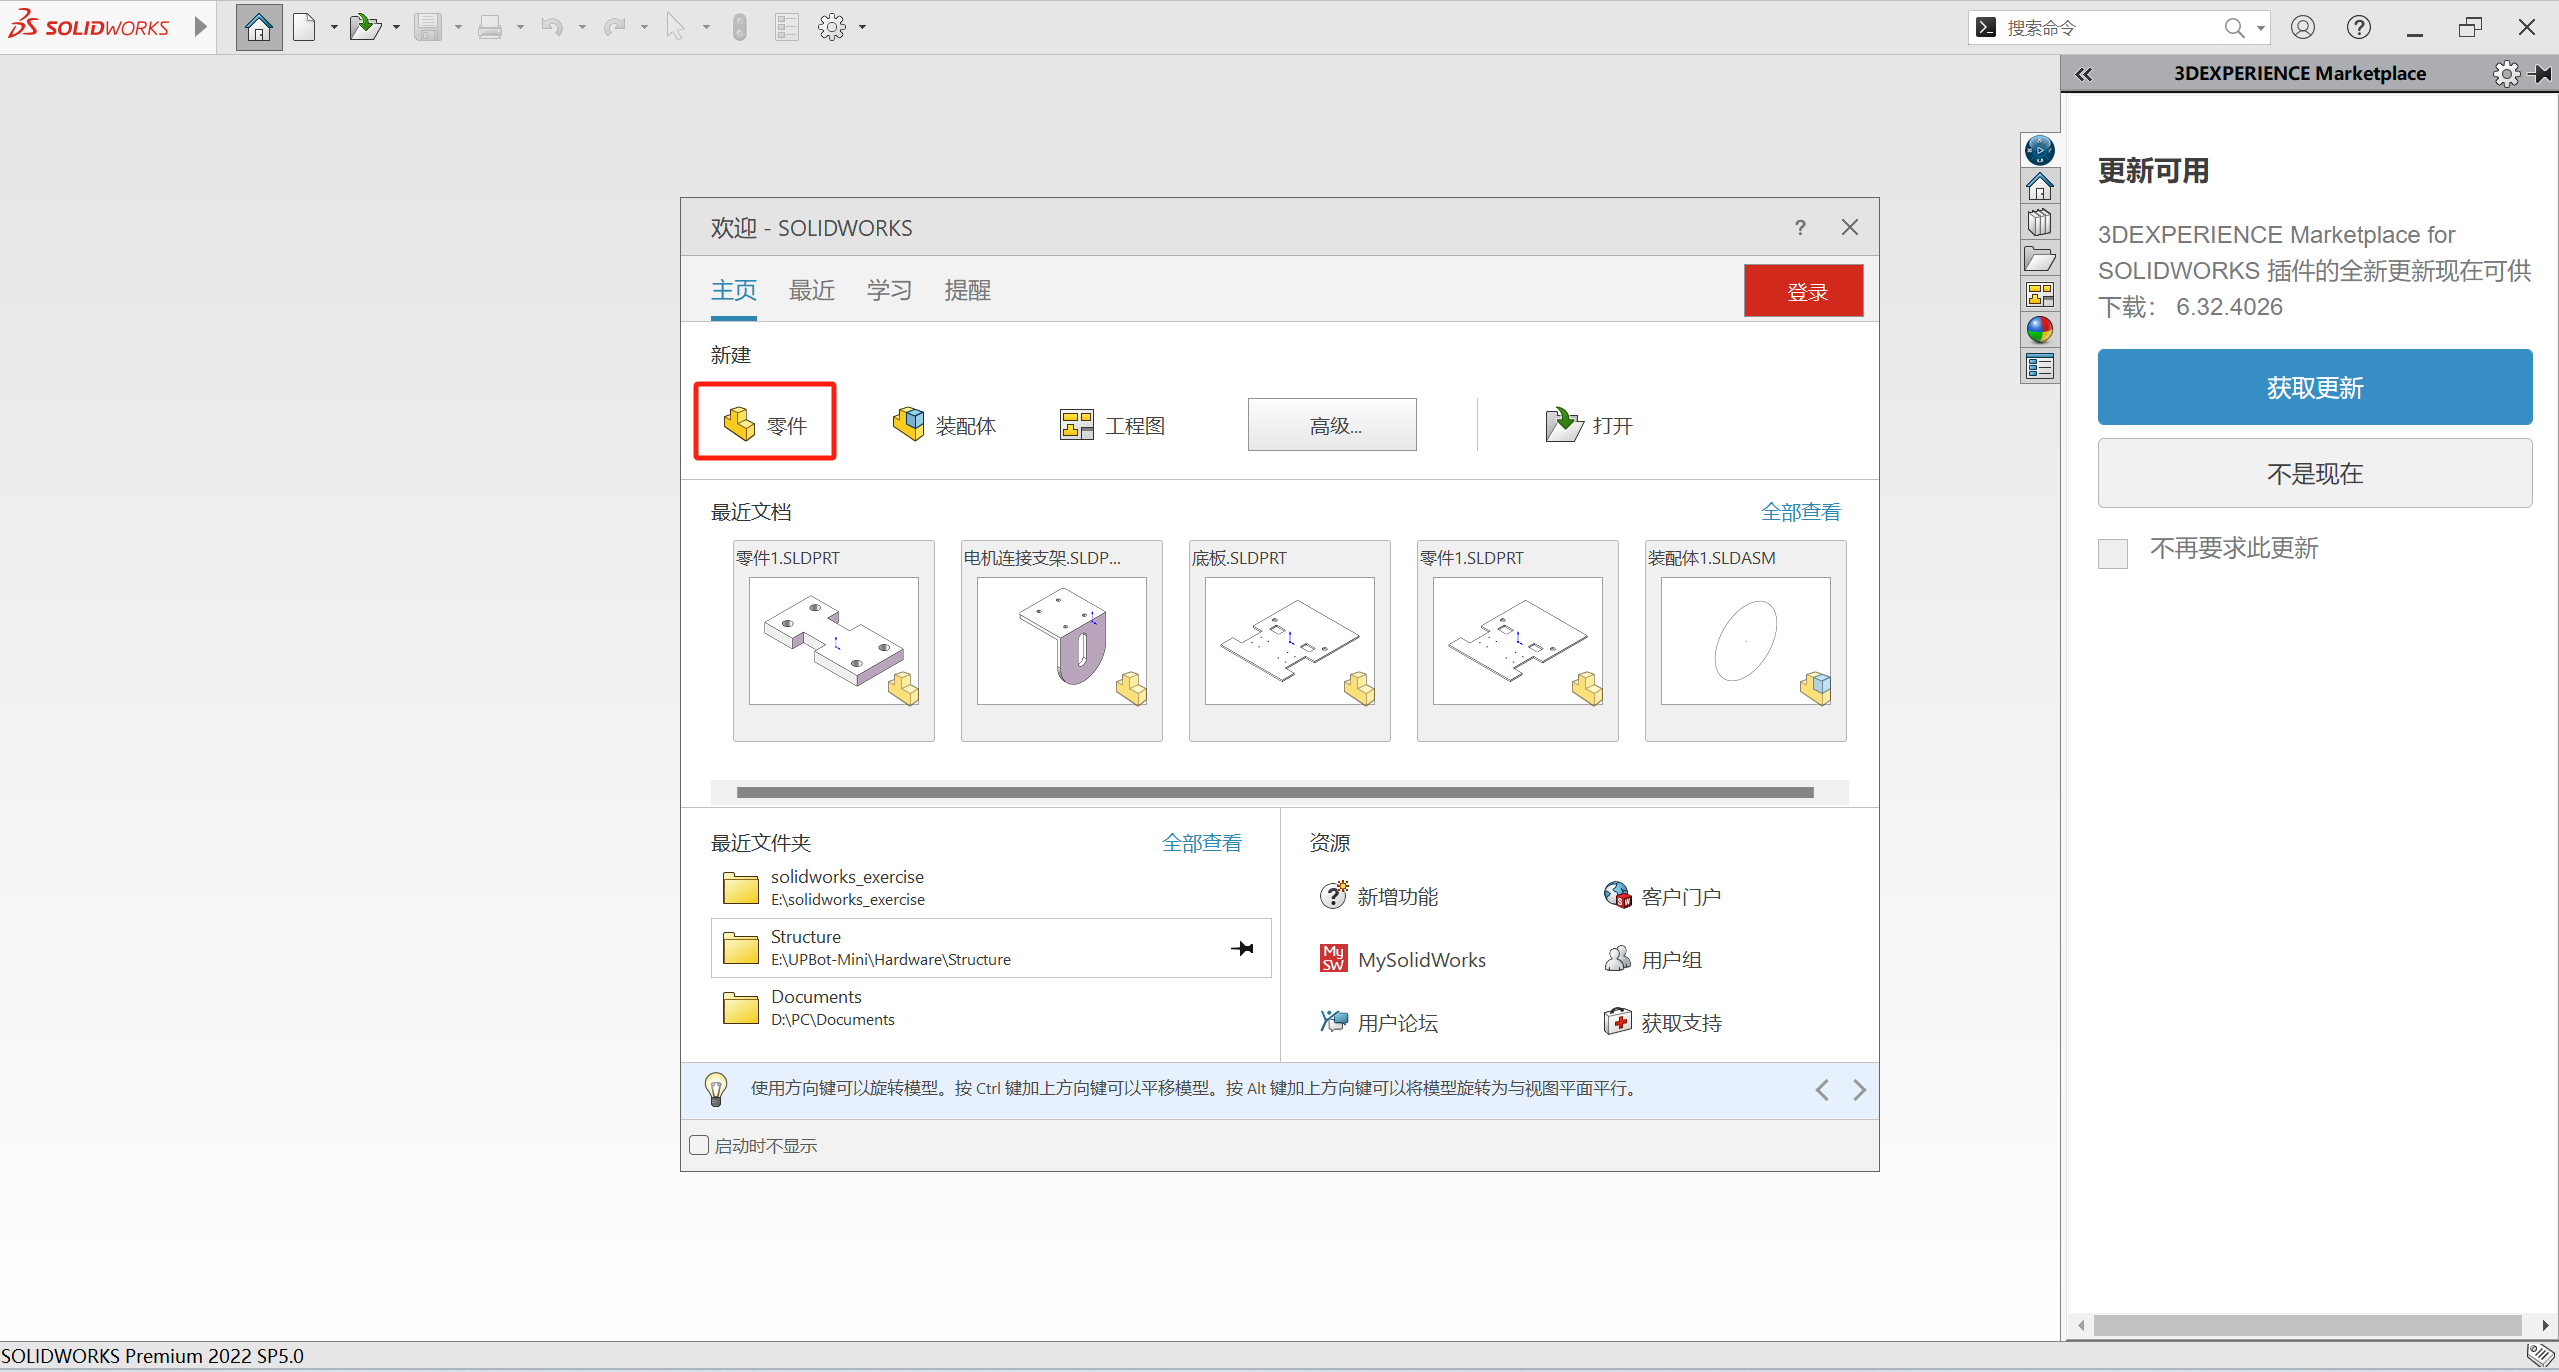 SOLIDWORKS
搜索命令
3DEXPERIENCE Marketplace
更新可用
3DEXPERIENCE Marketplace for
SOLIDWORKS 插件的全新更新现在可供
下载： 6.32.4026
获取更新
不是现在
不再要求此更新
欢迎 - SOLIDWORKS
主页 最近 学习 提醒 登录
新建
零件 装配体 工程图 高级... 打开
最近文档 全部查看
零件1.SLDPRT 电机连接支架.SLDP... 底板.SLDPRT 零件1.SLDPRT 装配体1.SLDASM
最近文件夹 全部查看
solidworks_exercise
E:\solidworks_exercise
Structure
E:\UPBot-Mini\Hardware\Structure
Documents
D:\PC\Documents
资源
新增功能 客户门户
My SW MySolidWorks 用户组
用户论坛 获取支持
使用方向键可以旋转模型。按 Ctrl 键加上方向键可以平移模型。按 Alt 键加上方向键可以将模型旋转为与视图平面平行。
启动时不显示
SOLIDWORKS Premium 2022 SP5.0